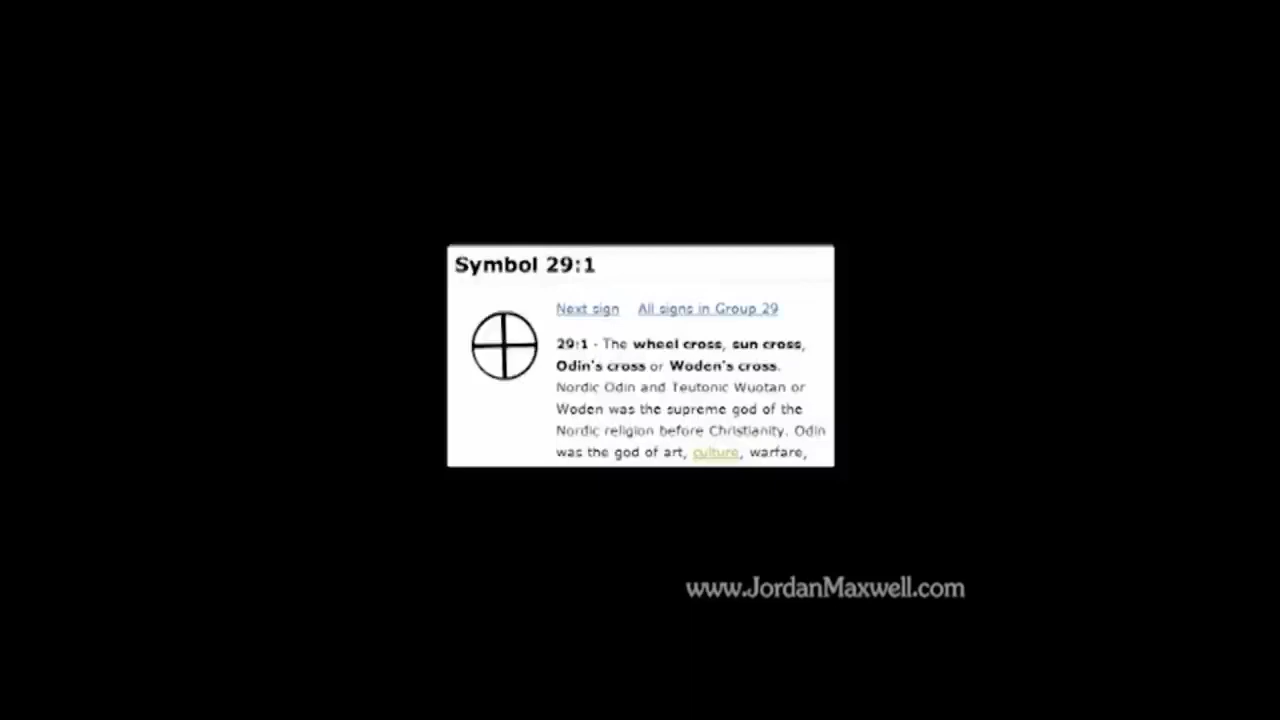 Symbol 29:1
Next sign All signs in Group 29
29:1 - The wheel cross, sun cross,
Odin's cross or Woden's cross.
Nordic Odin and Teutonic Wuotan or
Woden was the supreme god of the
Nordic religion before Christianity. Odin
was the god of art, culture, warfare,
www.JordanMaxwell.com